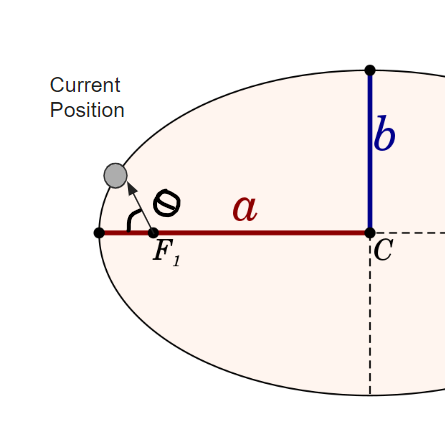 Current
Position
b
Θ
a
F₁
C